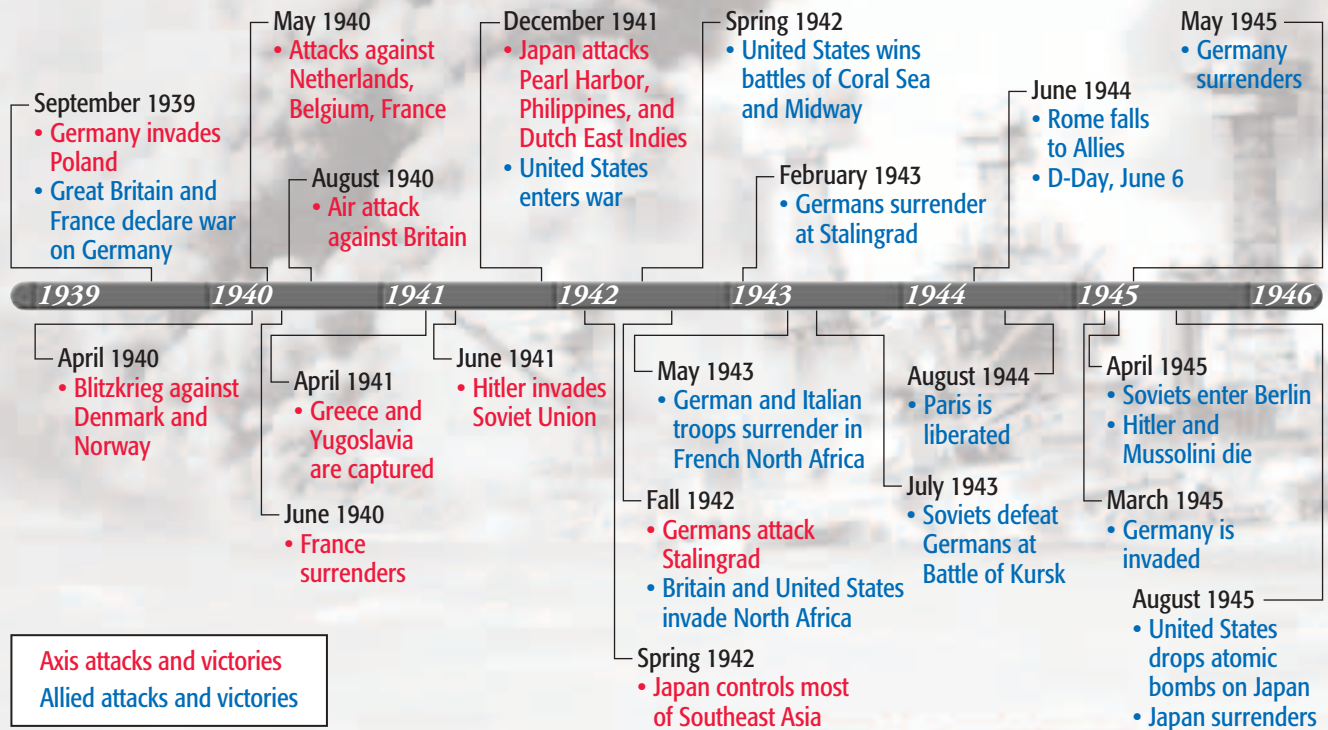 September 1939
• Germany invades
Poland
• Great Britain and
France declare war
on Germany
May 1940
• Attacks against
Netherlands,
Belgium, France
August 1940
• Air attack
against Britain
December 1941
• Japan attacks
Pearl Harbor,
Philippines, and
Dutch East Indies
• United States
enters war
Spring 1942
• United States wins
battles of Coral Sea
and Midway
February 1943
• Germans surrender
at Stalingrad
June 1944
• Rome falls
to Allies
• D-Day, June 6
May 1945
• Germany
surrenders
1939 1940 1941 1942 1943 1944 1945 1946
April 1940
• Blitzkrieg against
Denmark and
Norway
June 1940
• France
surrenders
April 1941
• Greece and
Yugoslavia
are captured
June 1941
• Hitler invades
Soviet Union
Spring 1942
• Japan controls most
of Southeast Asia
Fall 1942
• Germans attack
Stalingrad
• Britain and United States
invade North Africa
May 1943
• German and Italian
troops surrender in
French North Africa
July 1943
• Soviets defeat
Germans at
Battle of Kursk
August 1944
• Paris is
liberated
March 1945
• Germany is
invaded
April 1945
• Soviets enter Berlin
• Hitler and
Mussolini die
August 1945
• United States
drops atomic
bombs on Japan
• Japan surrenders
Axis attacks and victories
Allied attacks and victories